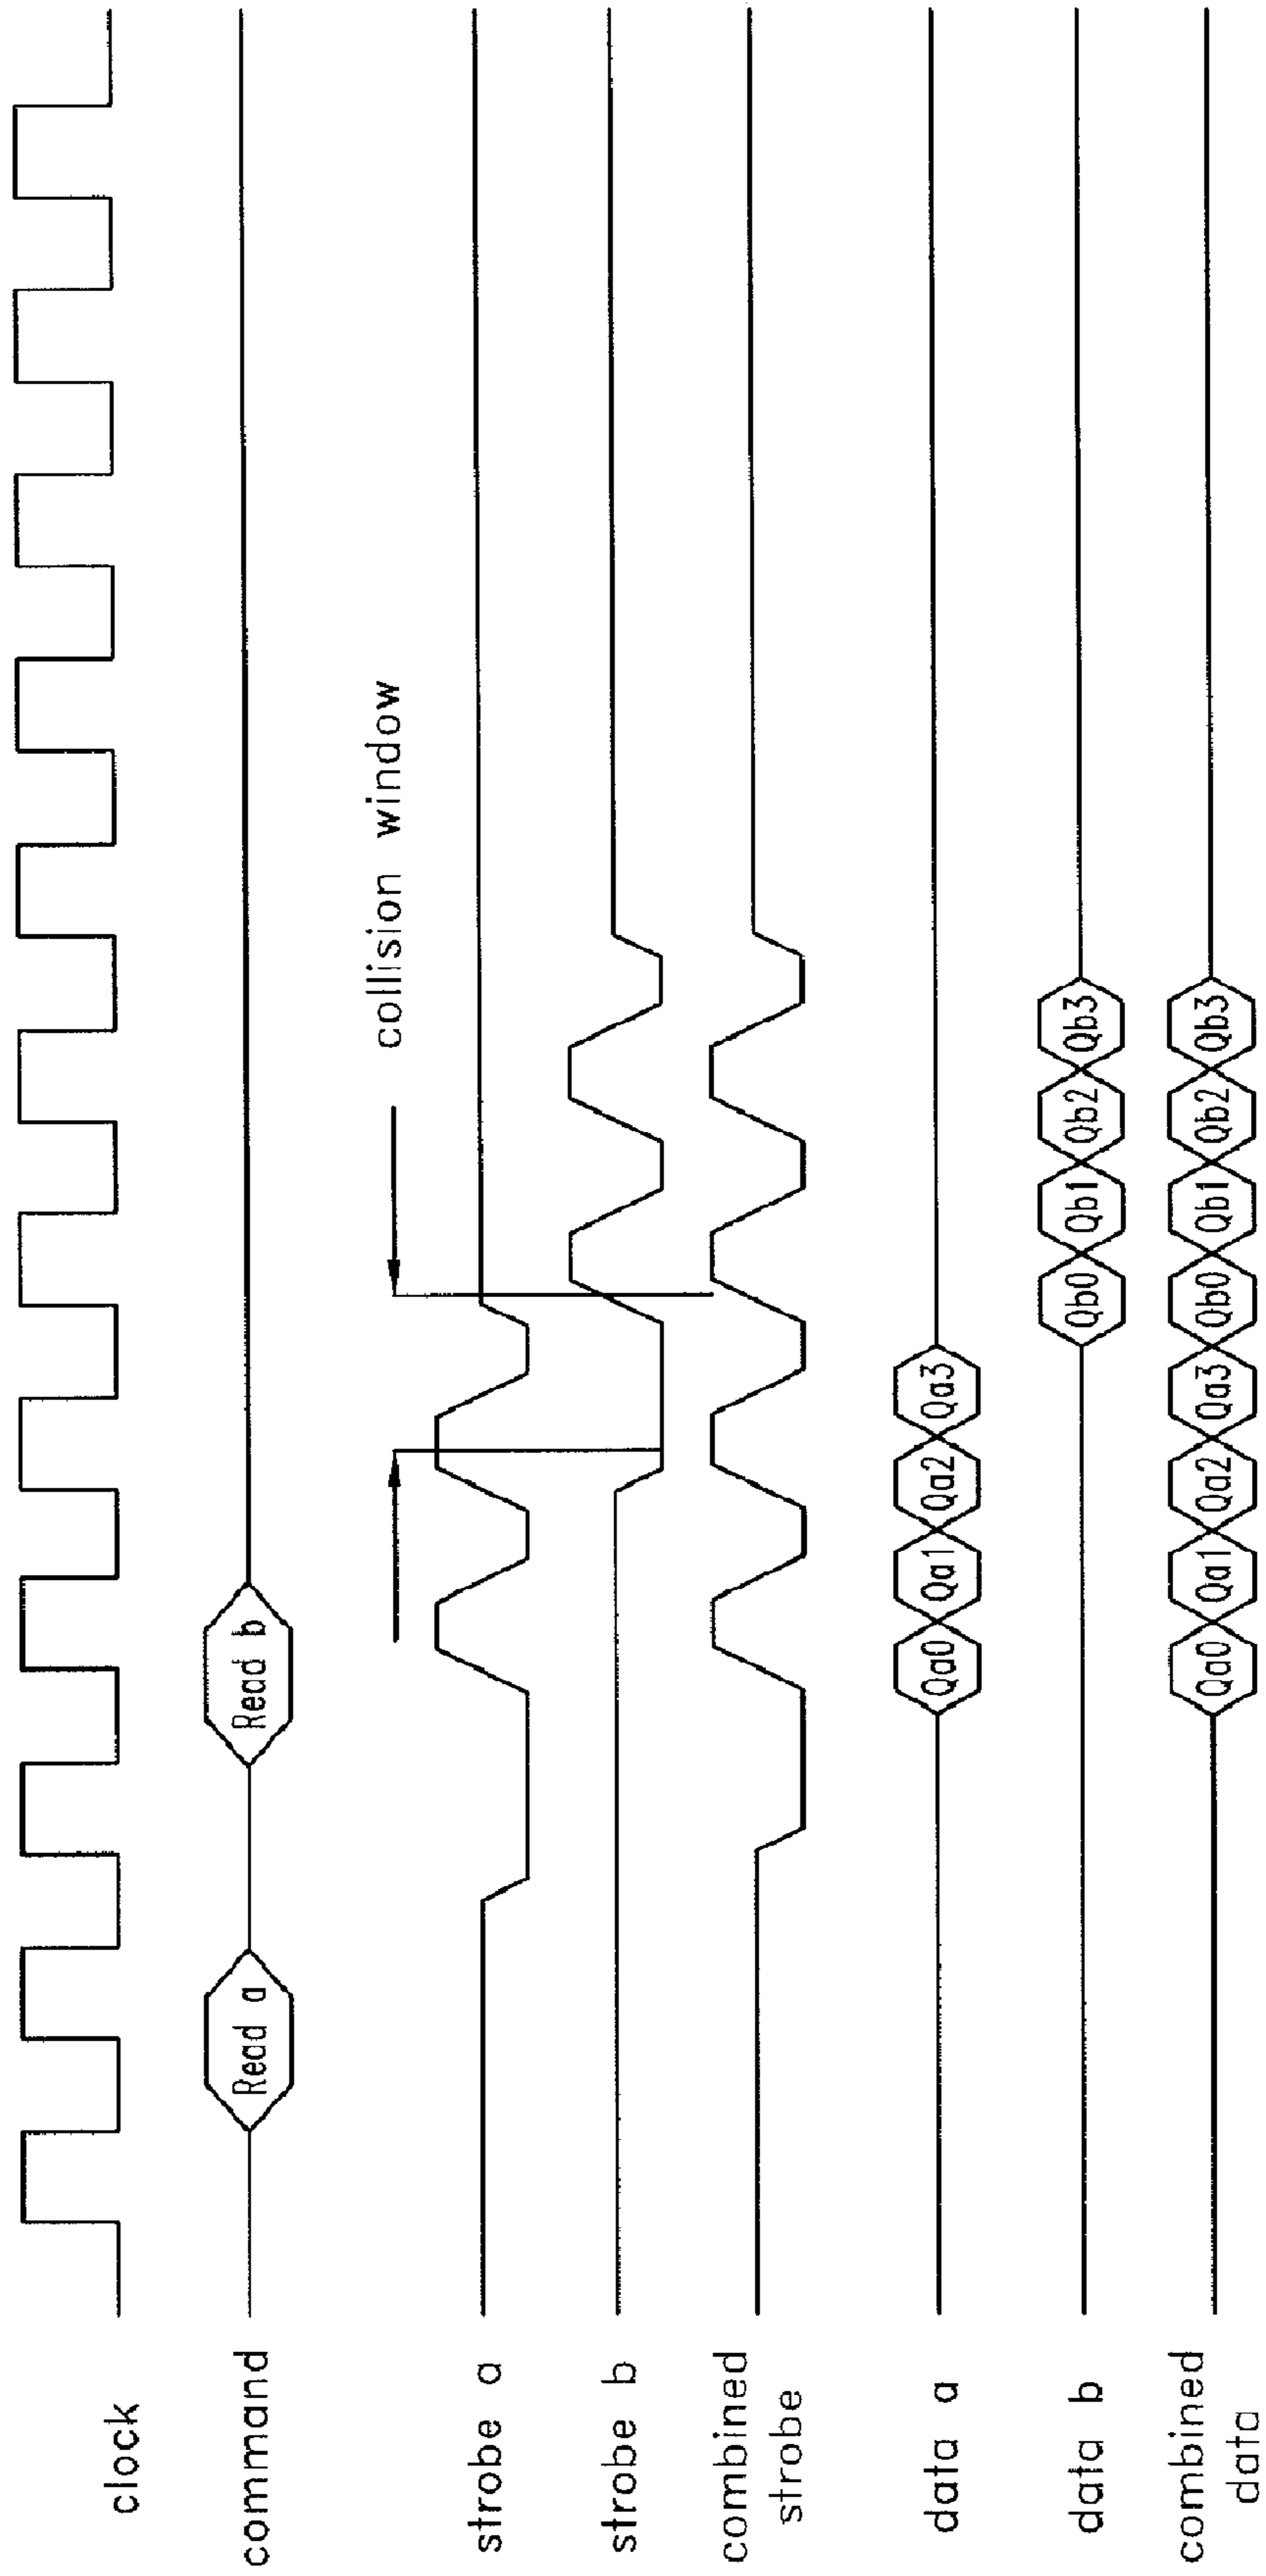 clock
command
Read a
Read b
collision window
strobe a
strobe b
combined
strobe
data a
Qa0 Qa1 Qa2 Qa3
data b
Qb0 Qb1 Qb2 Qb3
combined
data
Qa0 Qa1 Qa2 Qa3 Qb0 Qb1 Qb2 Qb3